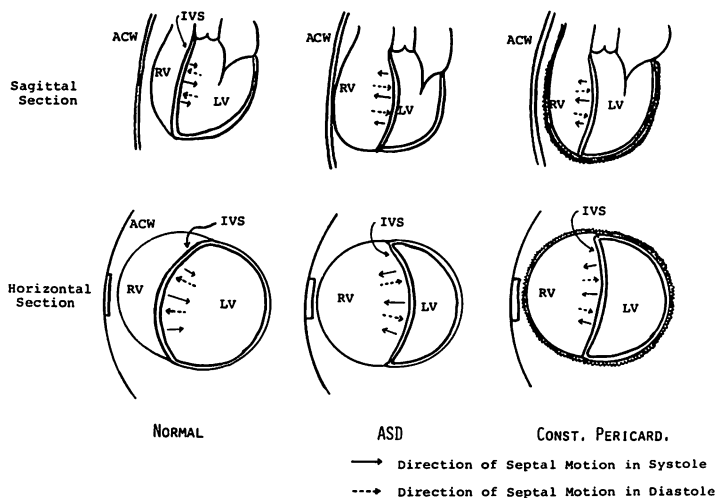 IVS
ACW
RV
LV
ACW
RV
LV
ACW
RV
LV
Sagittal
Section
ACW
IVS
RV
LV
IVS
RV
LV
IVS
RV
LV
Horizontal
Section
NORMAL
ASD
CONST. PERICARD.
Direction of Septal Motion in Systole
Direction of Septal Motion in Diastole